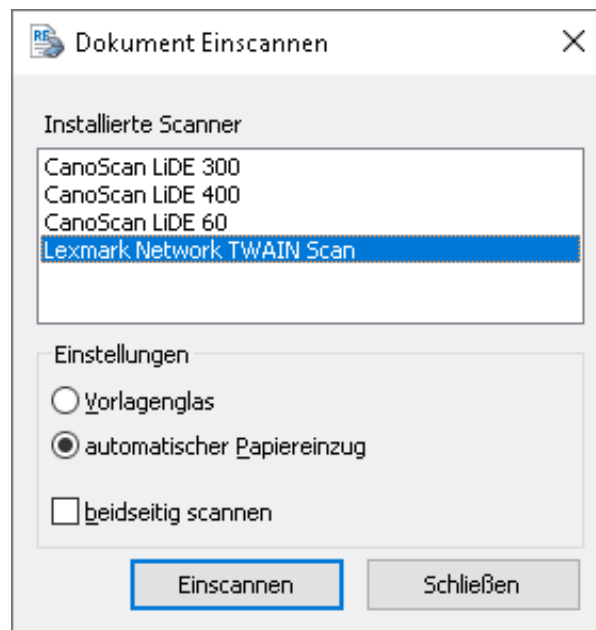 Dokument Einscannen
Installierte Scanner
CanoScan LiDE 300
CanoScan LiDE 400
CanoScan LiDE 60
Lexmark Network TWAIN Scan
Einstellungen
Vorlagenglas
automatischer Papiereinzug
beidseitig scannen
Einscannen Schließen